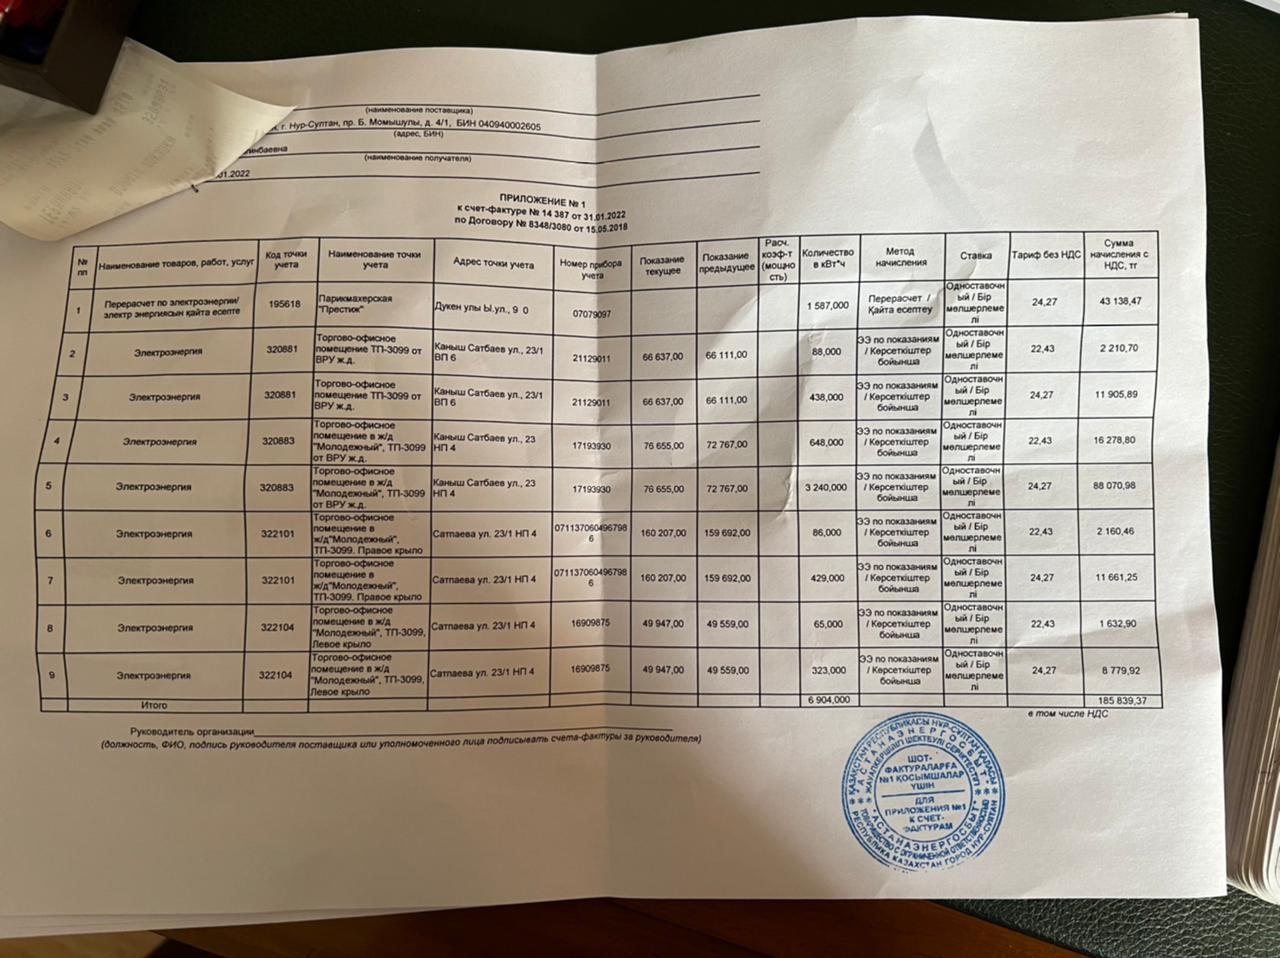 (наименование поставщика)
г. Нур-Султан, пр. Б. Момышулы, д. 4/1, БИН 040940002605
(адрес, БИН)
(наименование получателя)
01.2022
ПРИЛОЖЕНИЕ № 1
к счет-фактуре № 14 387 от 31.01.2022
по Договору № 8348/3080 от 15.05.2018
№ пп Наименование товаров, работ, услуг Код точки учета Наименование точки учета Адрес точки учета Номер прибора учета Показание текущее Показание предыдущее Расч. коэф-т (мощность) Количество в кВт*ч Метод начисления Ставка Тариф без НДС Сумма начисления с НДС, тг
1 Перерасчет по электроэнергии/ электр энергиясын қайта есепте 195618 Парикмахерская "Престиж" Дукен улы Ы.ул., 9 0 07079097 1 587,000 Перерасчет / Қайта есептеу Одноставочный / Бір мөлшерлемелі 24,27 43 138,47
2 Электроэнергия 320881 Торгово-офисное помещение ТП-3099 от ВРУ ж.д. Каныш Сатбаев ул., 23/1 ВП 6 21129011 66 637,00 66 111,00 88,000 ЭЭ по показаниям / Көрсеткіштер бойынша Одноставочный / Бір мөлшерлемелі 22,43 2 210,70
3 Электроэнергия 320881 Торгово-офисное помещение ТП-3099 от ВРУ ж.д. Каныш Сатбаев ул., 23/1 ВП 6 21129011 66 637,00 66 111,00 438,000 ЭЭ по показаниям / Көрсеткіштер бойынша Одноставочный / Бір мөлшерлемелі 24,27 11 905,89
4 Электроэнергия 320883 Торгово-офисное помещение в ж/д "Молодежный", ТП-3099 от ВРУ ж.д. Каныш Сатбаев ул., 23 НП 4 17193930 76 655,00 72 767,00 648,000 ЭЭ по показаниям / Көрсеткіштер бойынша Одноставочный / Бір мөлшерлемелі 22,43 16 278,80
5 Электроэнергия 320883 Торгово-офисное помещение в ж/д "Молодежный", ТП-3099 от ВРУ ж.д. Каныш Сатбаев ул., 23 НП 4 17193930 76 655,00 72 767,00 3 240,000 ЭЭ по показаниям / Көрсеткіштер бойынша Одноставочный / Бір мөлшерлемелі 24,27 88 070,98
6 Электроэнергия 322101 Торгово-офисное помещение в ж/д"Молодежный", ТП-3099. Правое крыло Сатпаева ул. 23/1 НП 4 0711370604967986 160 207,00 159 692,00 86,000 ЭЭ по показаниям / Көрсеткіштер бойынша Одноставочный / Бір мөлшерлемелі 22,43 2 160,46
7 Электроэнергия 322101 Торгово-офисное помещение в ж/д"Молодежный", ТП-3099. Правое крыло Сатпаева ул. 23/1 НП 4 0711370604967986 160 207,00 159 692,00 429,000 ЭЭ по показаниям / Көрсеткіштер бойынша Одноставочный / Бір мөлшерлемелі 24,27 11 661,25
8 Электроэнергия 322104 Торгово-офисное помещение в ж/д "Молодежный", ТП-3099, Левое крыло Сатпаева ул. 23/1 НП 4 16909875 49 947,00 49 559,00 65,000 ЭЭ по показаниям / Көрсеткіштер бойынша Одноставочный / Бір мөлшерлемелі 22,43 1 632,90
9 Электроэнергия 322104 Торгово-офисное помещение в ж/д "Молодежный", ТП-3099, Левое крыло Сатпаева ул. 23/1 НП 4 16909875 49 947,00 49 559,00 323,000 ЭЭ по показаниям / Көрсеткіштер бойынша Одноставочный / Бір мөлшерлемелі 24,27 8 779,92
Итого 6 904,000 185 839,37
в том числе НДС
Руководитель организации
(должность, ФИО, подпись руководителя поставщика или уполномоченного лица подписывать счета-фактуры за руководителя)
ҚАЗАҚСТАН РЕСПУБЛИКАСЫ НҰР-СҰЛТАН ҚАЛАСЫ
ЖАУАПКЕРШІЛІГІ ШЕКТЕУЛІ СЕРІКТЕСТІГІ
АСТАНАЭНЕРГОСБЫТ
ШОТ-
ФАКТУРАЛАРҒА
№1 ҚОСЫМШАЛАР
ҮШІН
ДЛЯ
ПРИЛОЖЕНИЯ №1
К СЧЕТ-
ФАКТУРАМ
АСТАНАЭНЕРГОСБЫТ
ТОВАРИЩЕСТВО С ОГРАНИЧЕННОЙ ОТВЕТСТВЕННОСТЬЮ
РЕСПУБЛИКА КАЗАХСТАН ГОРОД НУР-СУЛТАН